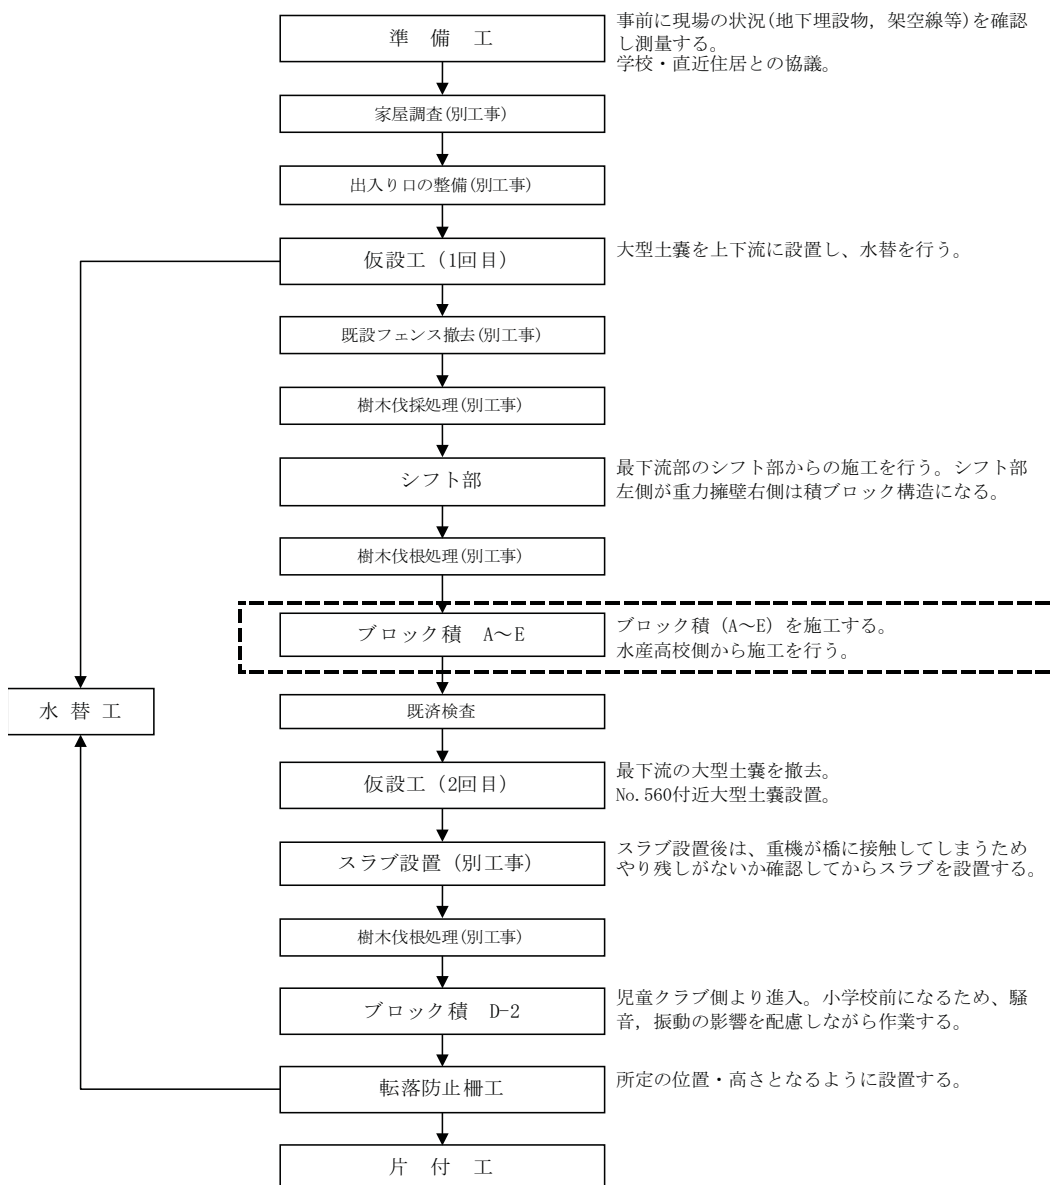 準　備　工
事前に現場の状況(地下埋設物，架空線等)を確認
し測量する。
学校・直近住居との協議。
家屋調査(別工事)
出入り口の整備(別工事)
仮設工（1回目）
大型土嚢を上下流に設置し、水替を行う。
既設フェンス撤去(別工事)
樹木伐採処理(別工事)
シフト部
最下流部のシフト部からの施工を行う。シフト部
左側が重力擁壁右側は積ブロック構造になる。
樹木伐根処理(別工事)
ブロック積　A～E
ブロック積（A～E）を施工する。
水産高校側から施工を行う。
水 替 工
既済検査
仮設工（2回目）
最下流の大型土嚢を撤去。
No.560付近大型土嚢設置。
スラブ設置（別工事）
スラブ設置後は、重機が橋に接触してしまうため
やり残しがないか確認してからスラブを設置する。
樹木伐根処理(別工事)
ブロック積　D-2
児童クラブ側より進入。小学校前になるため、騒
音，振動の影響を配慮しながら作業する。
転落防止柵工
所定の位置・高さとなるように設置する。
片　付　工